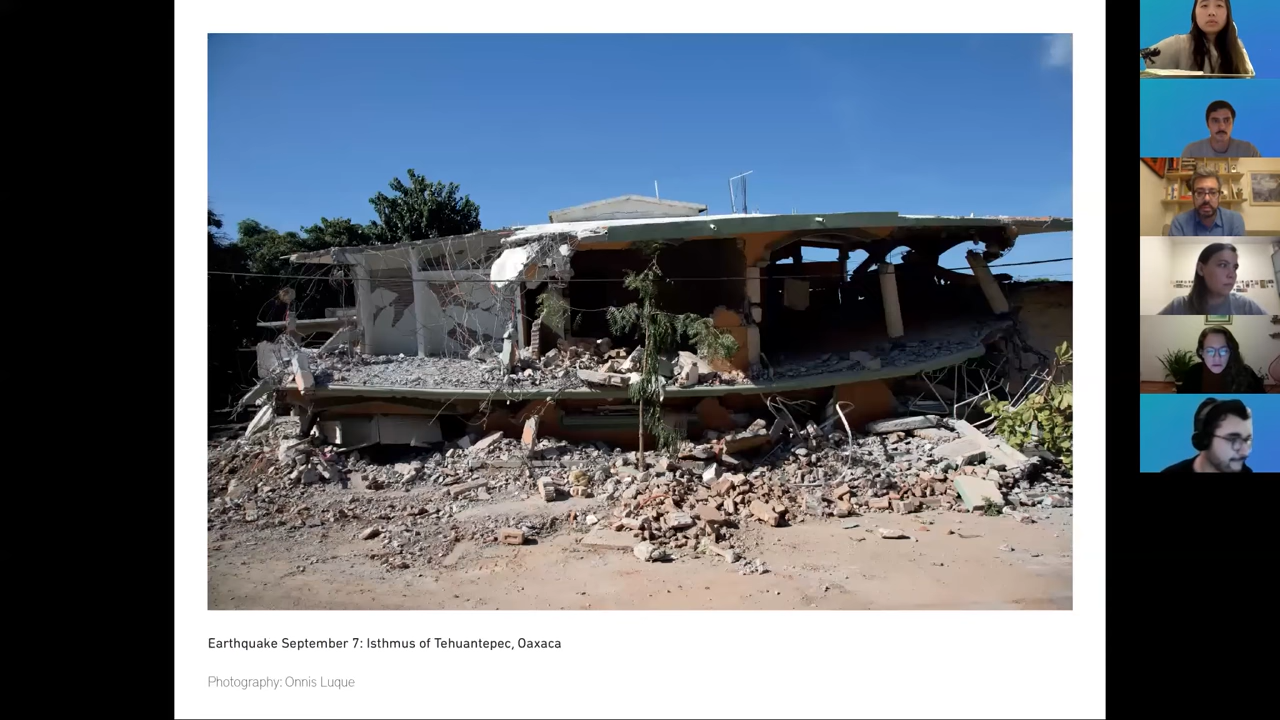 Earthquake September 7: Isthmus of Tehuantepec, Oaxaca
Photography: Onnis Luque